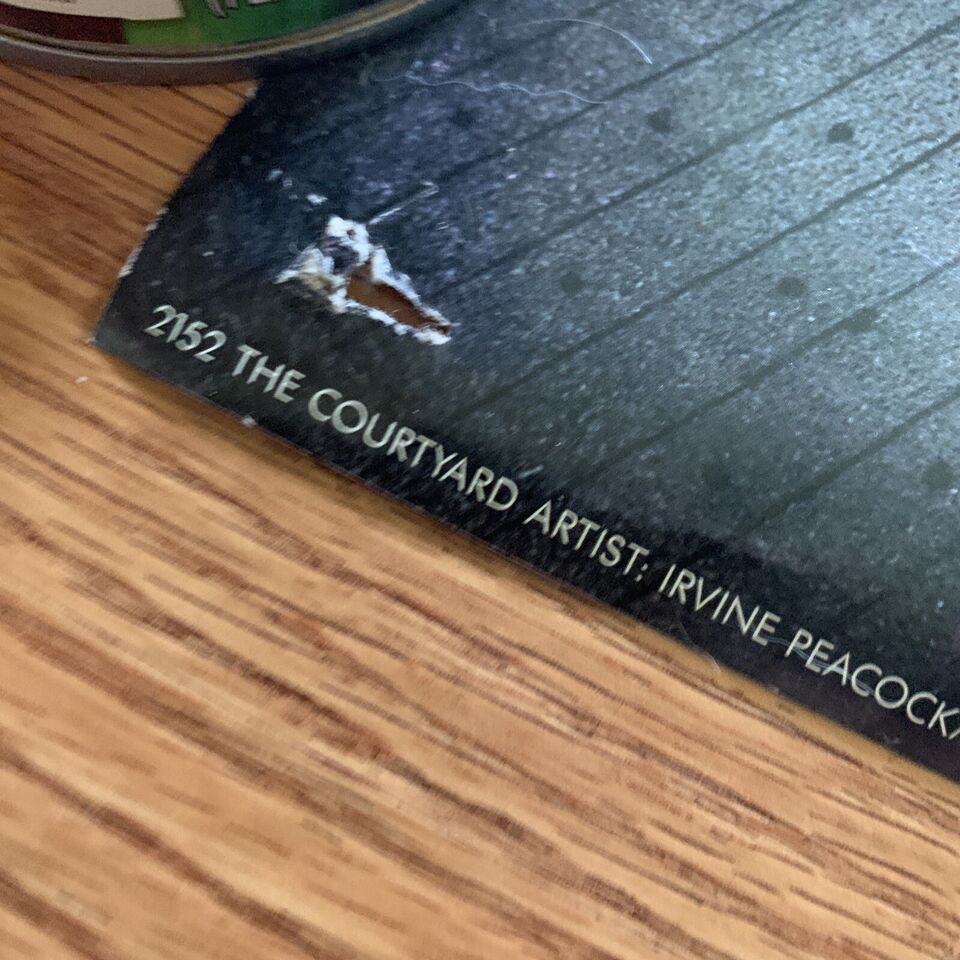 2152 THE COURTYARD ARTIST: IRVINE PEACOCK/